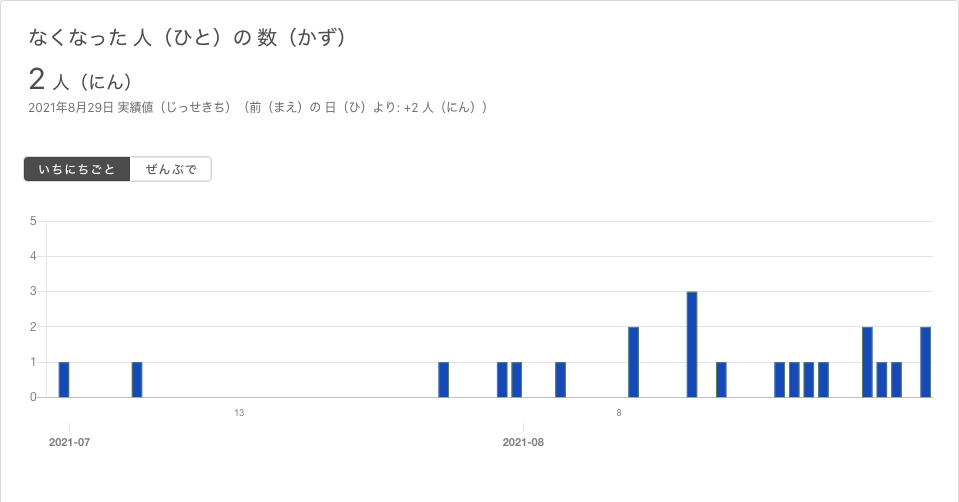 なくなった 人（ひと）の 数（かず）
2 人（にん）
2021年8月29日 実績値（じっせきち）（前（まえ）の 日（ひ）より: +2 人（にん））
いちにちごと ぜんぶで
5
4
3
2
1
0
13 8
2021-07 2021-08